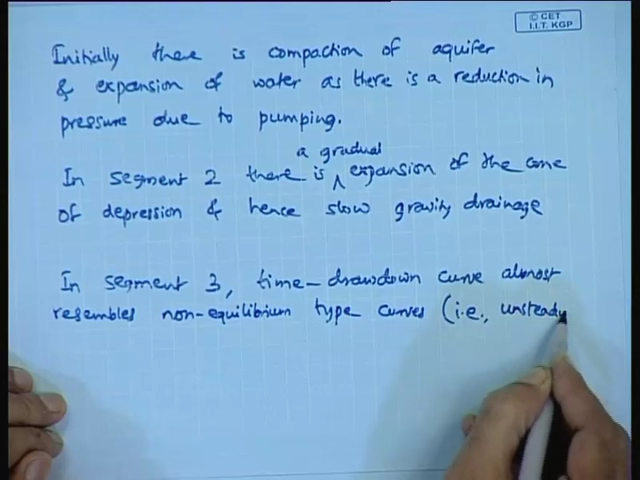 © CET
I.I.T. KGP
Initially there is compaction of aquifer
& expansion of water as there is a reduction in
pressure due to pumping.
a gradual
In segment 2 there is ^ expansion of the cone
of depression & hence slow gravity drainage
In segment 3, time-drawdown curve almost
resembles non-equilibrium type curves (i.e., unsteady